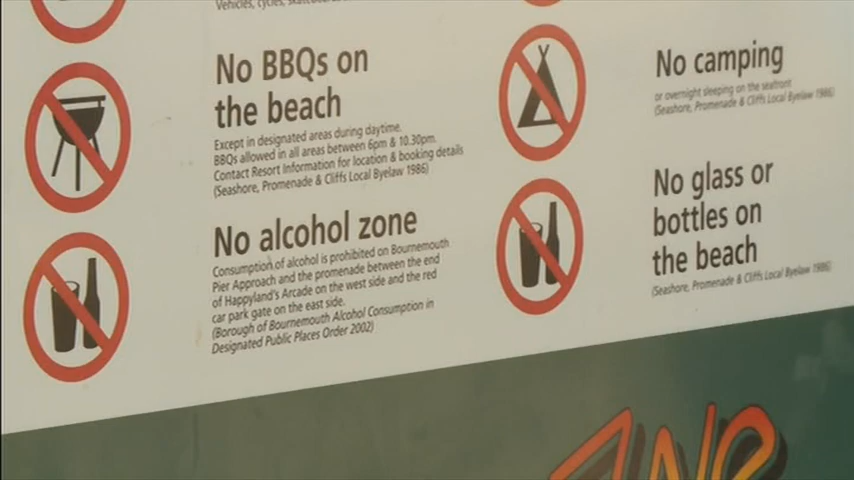 Vehicles, cycles,
No BBQs on
the beach
Except in designated areas during daytime.
BBQs allowed in all areas between 6pm & 10.30pm.
Contact Resort Information for location & booking details
(Seashore, Promenade & Cliffs Local Byelaw 1986)
No alcohol zone
Consumption of alcohol is prohibited on Bournemouth
Pier Approach and the promenade between the end
of Happyland's Arcade on the west side and the red
car park gate on the east side.
(Borough of Bournemouth Alcohol Consumption in
Designated Public Places Order 2002)
No camping
or overnight sleeping on the seafront
(Seashore, Promenade & Cliffs Local Byelaw 1986)
No glass or
bottles on
the beach
(Seashore, Promenade & Cliffs Local Byelaw 1986)